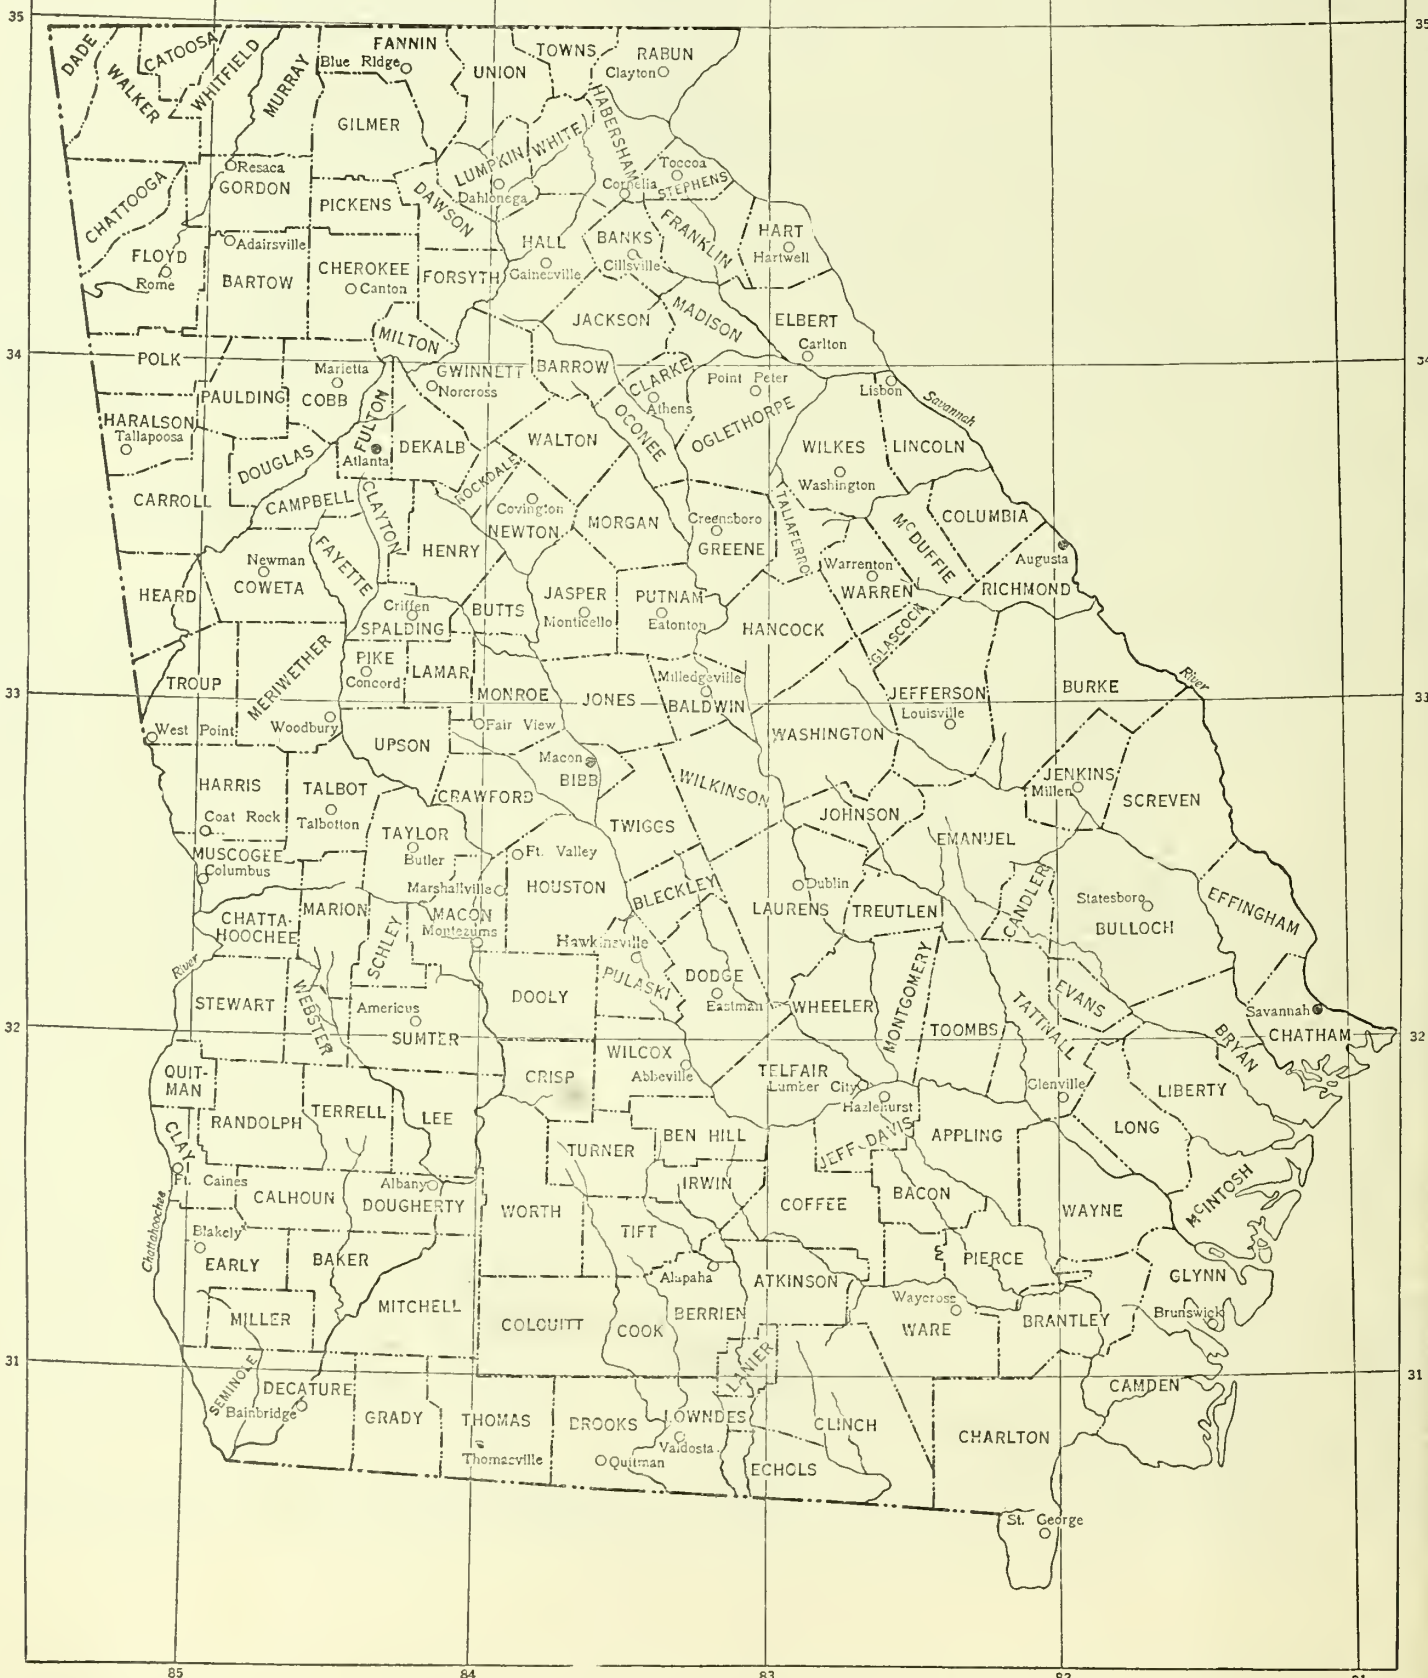 35
35
DADE
WALKER
CATOOSA
WHITFIELD
MURRAY
FANNIN
Blue Ridge
UNION
TOWNS
RABUN
Clayton
GILMER
LUMPKIN
WHITE
HABERSHAM
Dahlonega
Toccoa
STEPHENS
Cornelia
CHATTOOGA
Resaca
GORDON
PICKENS
DAWSON
FRANKLIN
HART
Hartwell
FLOYD
Rome
Adairsville
BARTOW
CHEROKEE
Canton
FORSYTH
HALL
Gainesville
BANKS
Cillsville
JACKSON
MADISON
ELBERT
Carlton
MILTON
34
34
POLK
PAULDING
Marietta
COBB
GWINNETT
Norcross
BARROW
CLARKE
Athens
Point Peter
OGLETHORPE
Lisbon
Savannah
HARALSON
Tallapoosa
DOUGLAS
FULTON
Atlanta
DEKALB
WALTON
OCONEE
WILKES
Washington
LINCOLN
CARROLL
CAMPBELL
CLAYTON
ROCKDALE
Covington
NEWTON
MORGAN
Greensboro
GREENE
TALIAFERRO
McDUFFIE
COLUMBIA
Augusta
RICHMOND
HEARD
Newman
COWETA
FAYETTE
HENRY
Criffen
SPALDING
BUTTS
JASPER
Monticello
PUTNAM
Eatonton
HANCOCK
Warrenton
WARREN
GLASCOCK
33
33
TROUP
MERIWETHER
PIKE
Concord
LAMAR
MONROE
JONES
Milledgeville
BALDWIN
JEFFERSON
Louisville
BURKE
River
West Point
Woodbury
UPSON
Fair View
Macon
BIBB
WASHINGTON
HARRIS
Coat Rock
TALBOT
Talbotton
CRAWFORD
TWIGGS
WILKINSON
JOHNSON
JENKINS
Millen
SCREVEN
MUSCOGEE
Columbus
TAYLOR
Butler
Ft. Valley
EMANUEL
Marshallville
HOUSTON
BLECKLEY
Dublin
LAURENS
TREUTLEN
CANDLER
Statesboro
BULLOCH
EFFINGHAM
CHATTA-
HOOCHEE
MARION
SCHLEY
MACON
Montezums
Hawkinsville
PULASKI
River
STEWART
WEBSTER
Americus
SUMTER
DOOLY
DODGE
Eastman
WHEELER
MONTGOMERY
TOOMBS
TATTNALL
EVANS
BRYAN
Savannah
CHATHAM
32
32
QUIT-
MAN
CRISP
WILCOX
Abbeville
TELFAIR
Lumber City
Hazlehurst
Glenville
LIBERTY
CLAY
RANDOLPH
TERRELL
LEE
TURNER
BEN HILL
JEFF DAVIS
APPLING
LONG
Ft. Caines
CALHOUN
Albany
DOUGHERTY
WORTH
IRWIN
COFFEE
BACON
WAYNE
McINTOSH
Chattahoochee
Blakely
EARLY
BAKER
TIFT
Alapaha
ATKINSON
PIERCE
GLYNN
Brunswick
MILLER
MITCHELL
COLQUITT
COOK
BERRIEN
Waycross
WARE
BRANTLEY
31
31
SEMINOLE
DECATURE
Bainbridge
GRADY
THOMAS
Thomasville
BROOKS
Quitman
LANIER
LOWNDES
Valdosta
CLINCH
ECHOLS
CHARLTON
CAMDEN
St. George
85
84
83
82
81